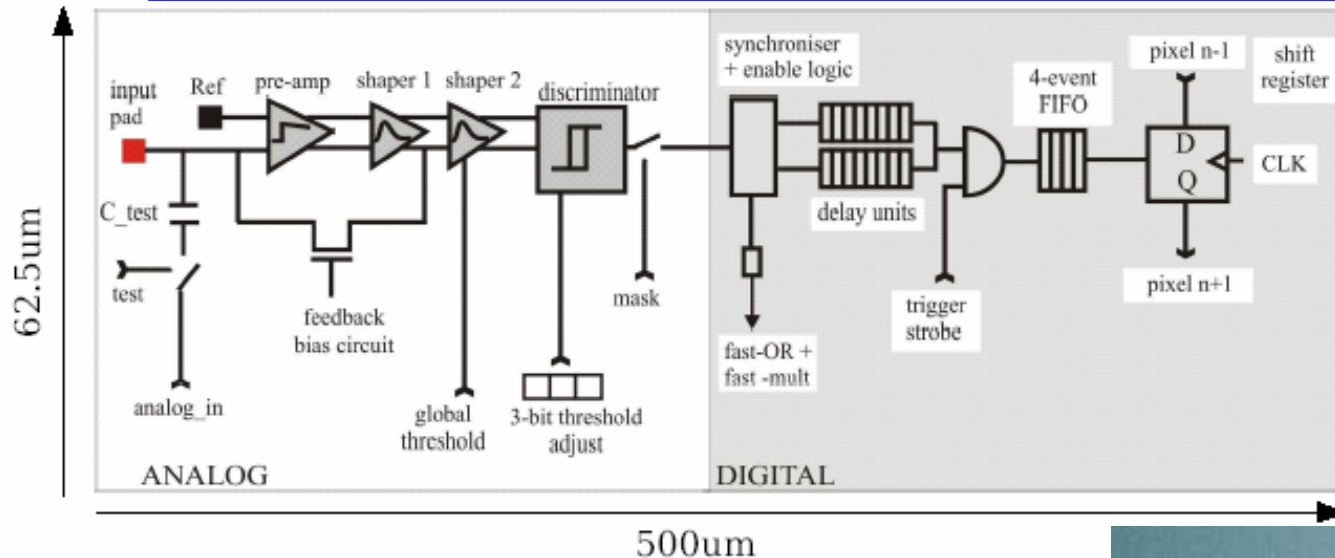 synchroniser
+ enable logic
pixel n-1
shift
register
4-event
FIFO
input
pad
Ref
pre-amp
shaper 1
shaper 2
discriminator
D
Q
CLK
C_test
delay units
test
mask
feedback
bias circuit
trigger
strobe
pixel n+1
fast-OR +
fast -mult
analog_in
global
threshold
3-bit threshold
adjust
ANALOG
DIGITAL
62.5um
500um